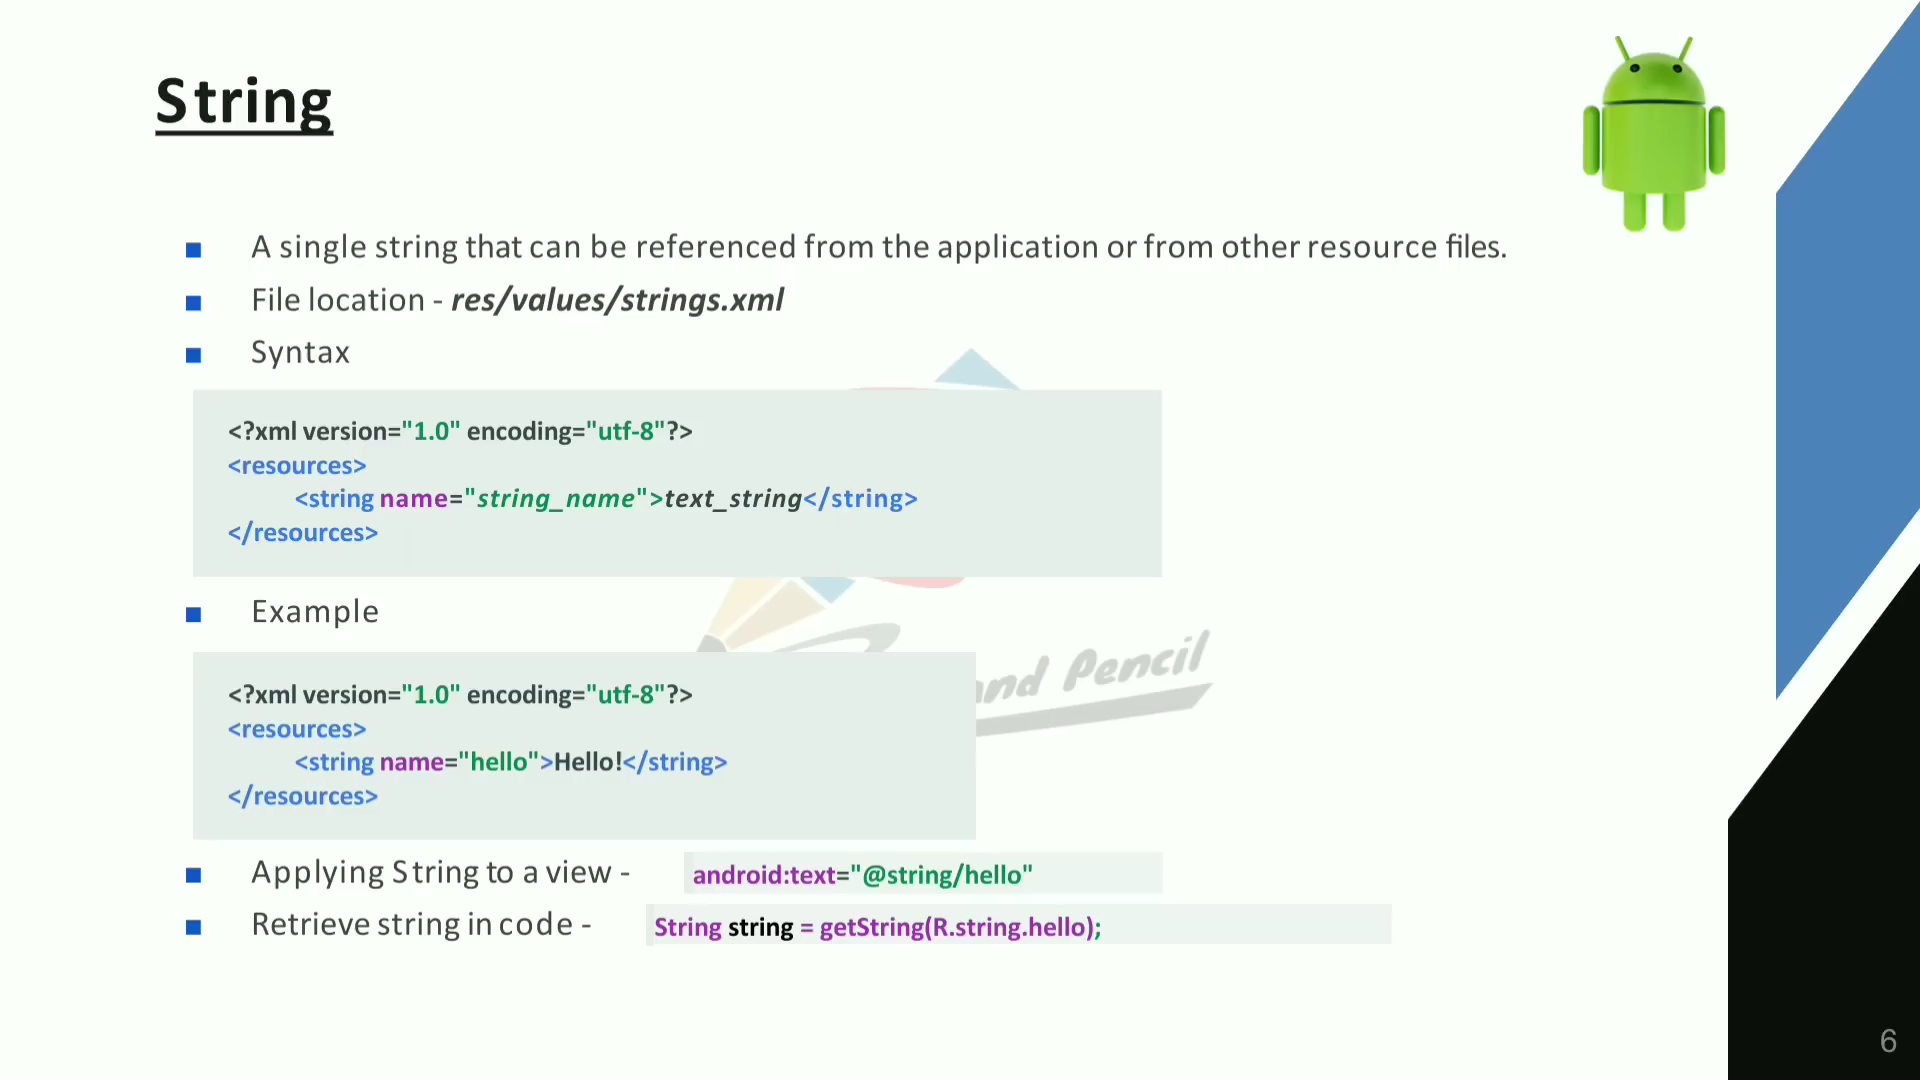 String
A single string that can be referenced from the application or from other resource files.
File location - res/values/strings.xml
Syntax
<?xml version="1.0" encoding="utf-8"?>
<resources>
<string name="string_name">text_string</string>
</resources>
Example
<?xml version="1.0" encoding="utf-8"?>
<resources>
<string name="hello">Hello!</string>
</resources>
and Pencil
Applying String to a view - android:text="@string/hello"
Retrieve string in code - String string = getString(R.string.hello);
6